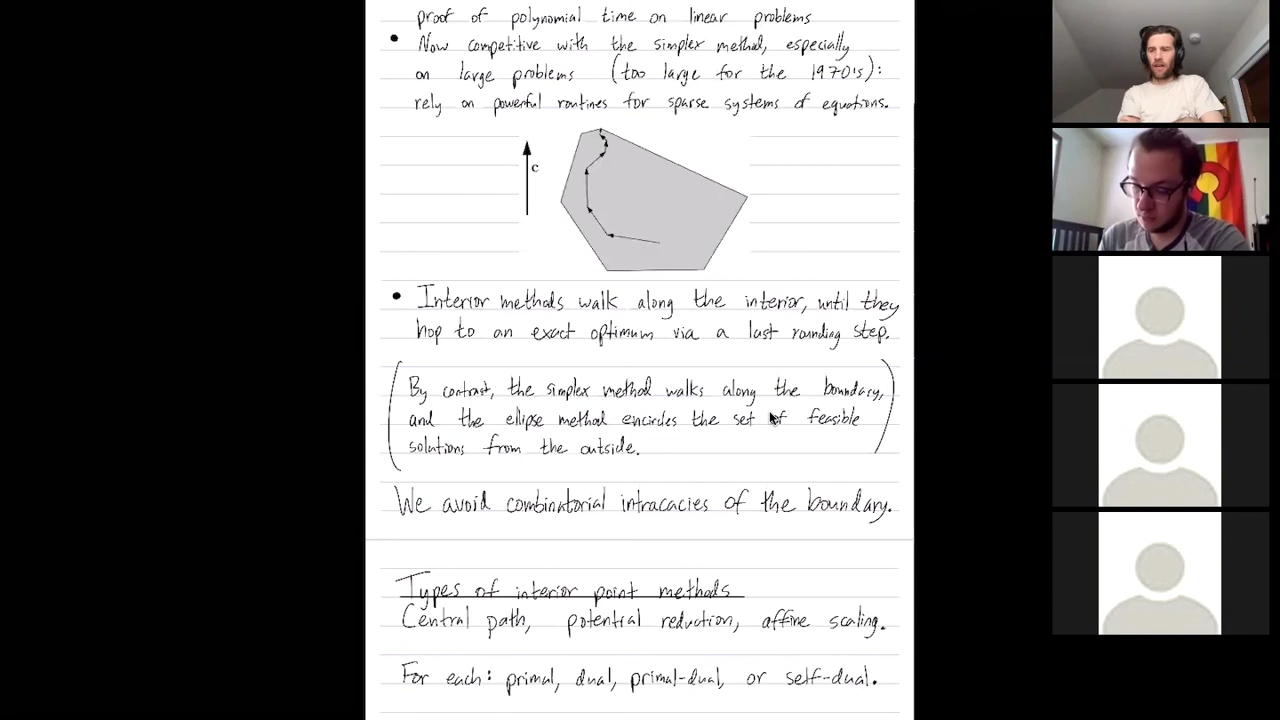 proof of polynomial time on linear problems
• Now competitive with the simplex method, especially
on large problems (too large for the 1970's):
rely on powerful routines for sparse systems of equations.
c
• Interior methods walk along the interior, until they
hop to an exact optimum via a last rounding step.
(By contrast, the simplex method walks along the boundary,
and the ellipse method encircles the set of feasible
solutions from the outside.)
We avoid combinatorial intracacies of the boundary.
Types of interior point methods
Central path, potential reduction, affine scaling.
For each: primal, dual, primal-dual, or self-dual.